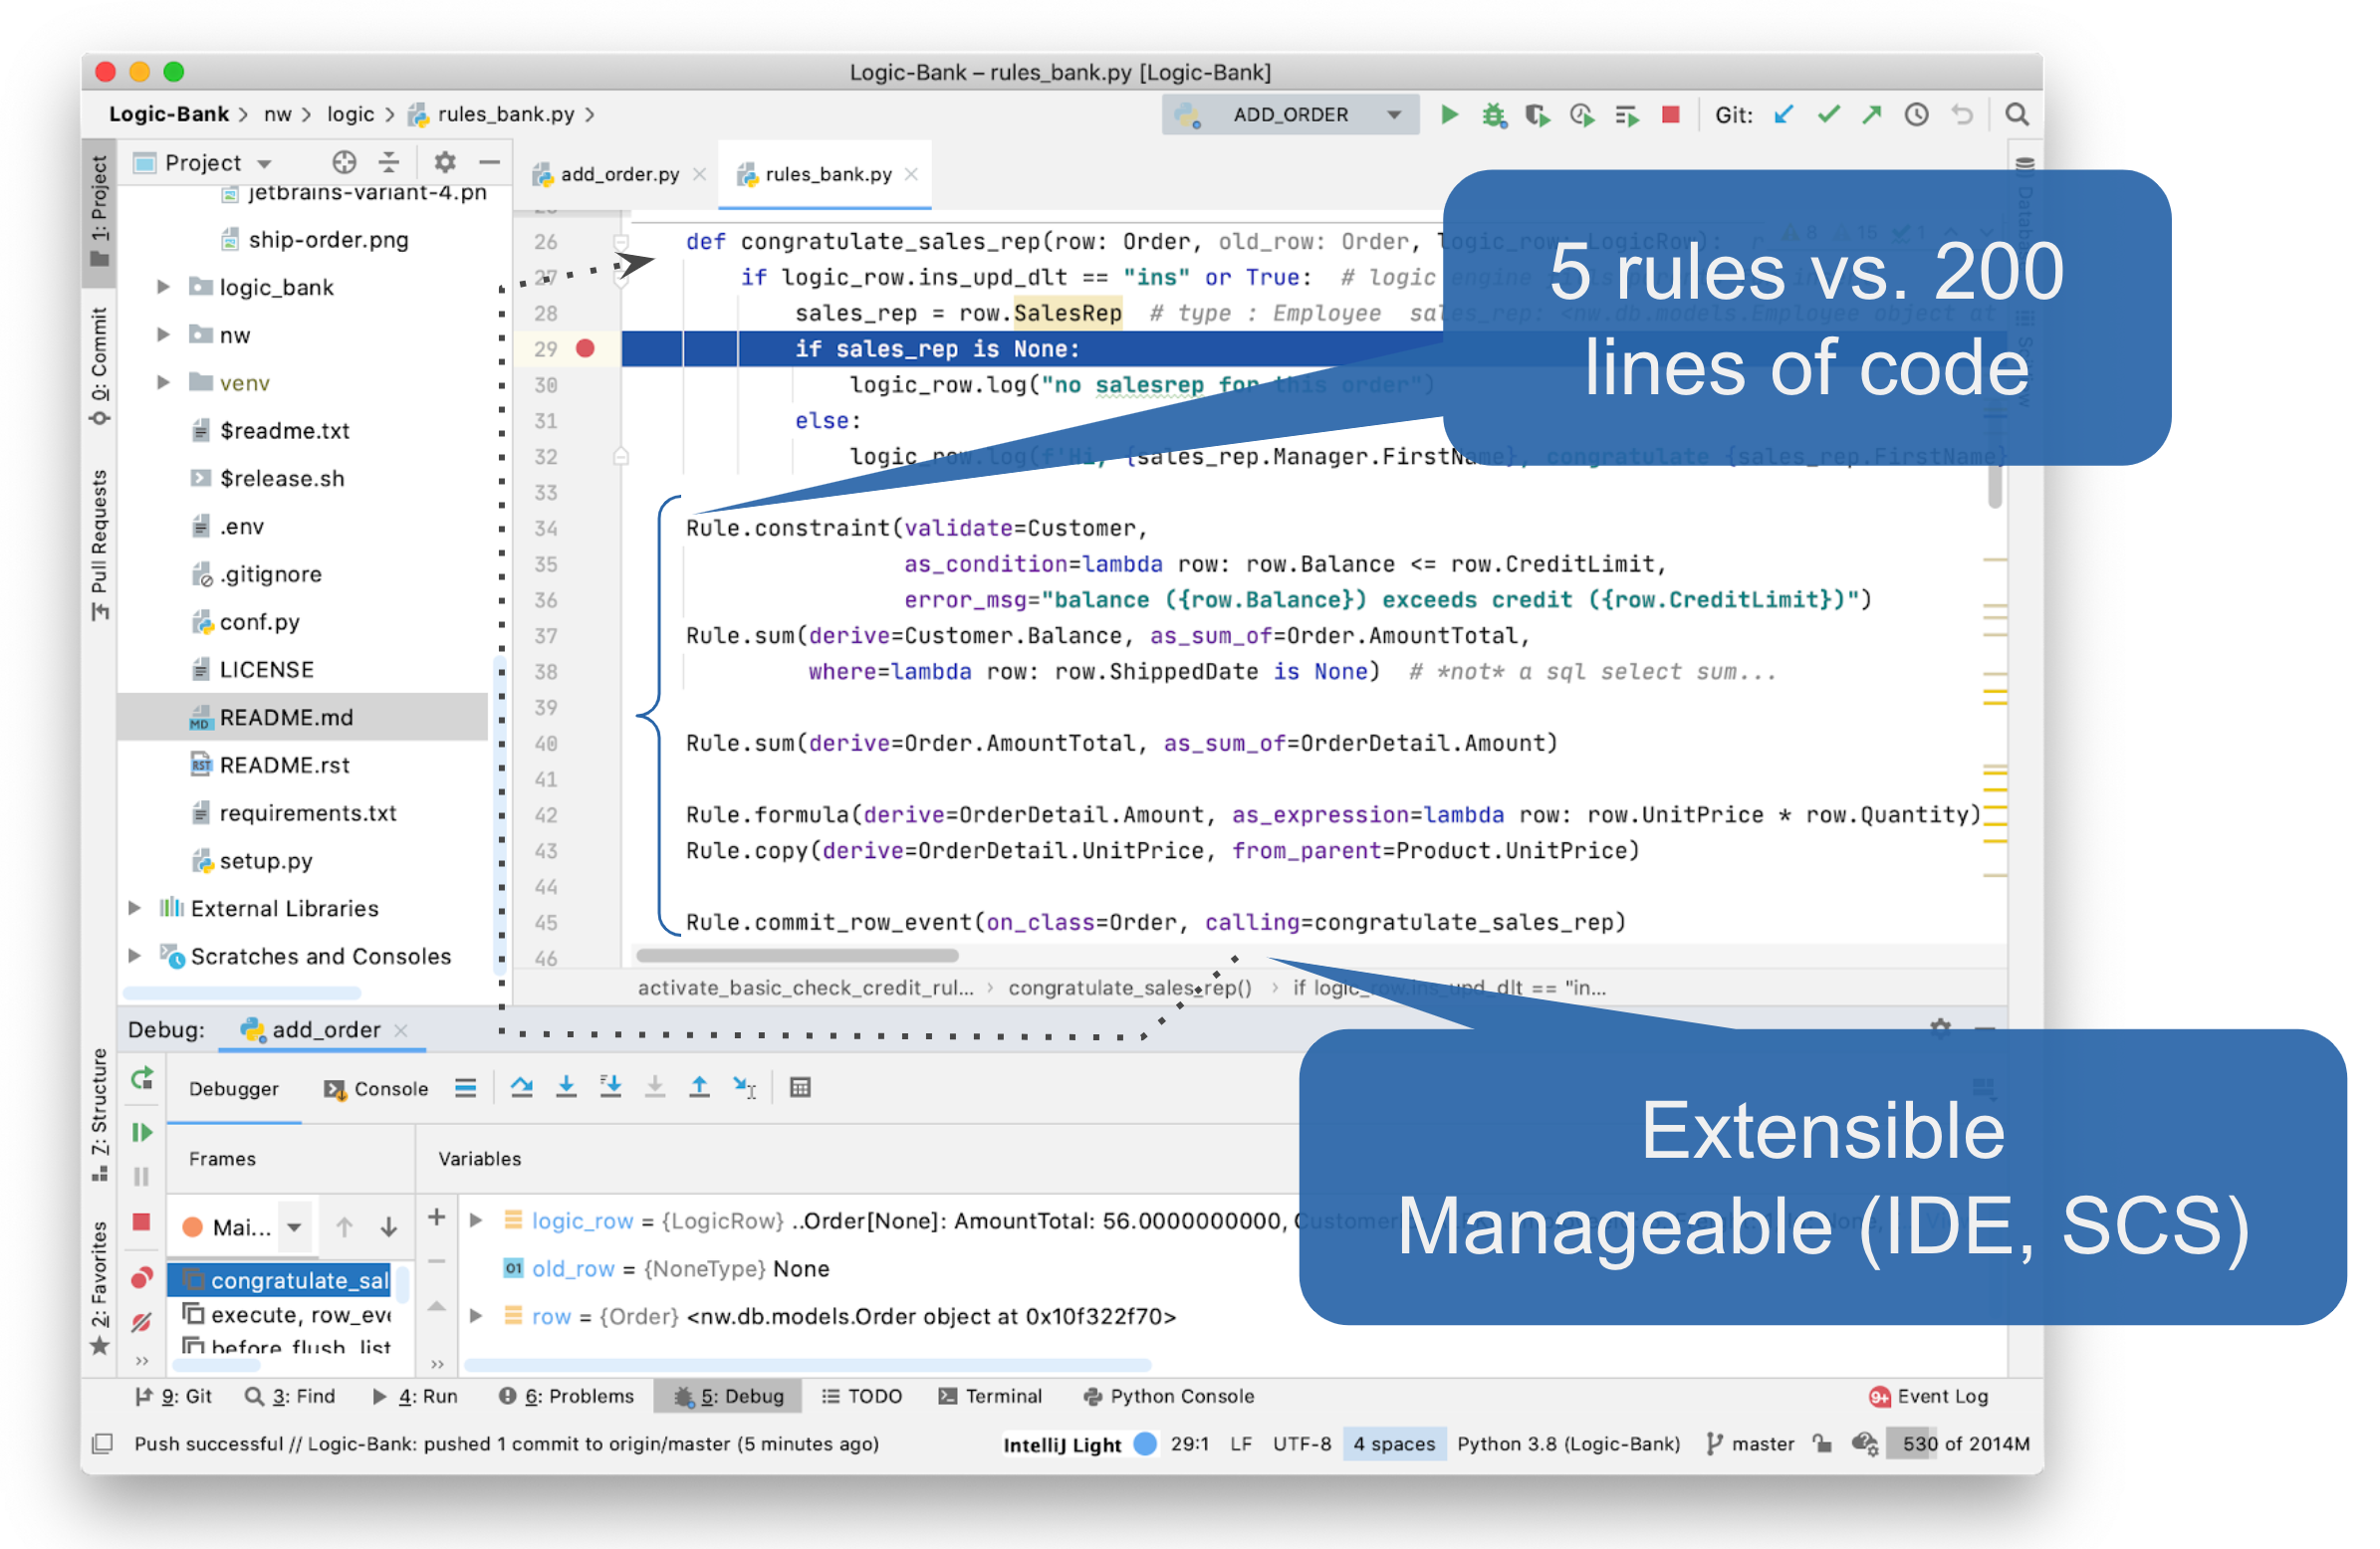 Logic-Bank – rules_bank.py [Logic-Bank]
Logic-Bank > nw > logic > rules_bank.py >
ADD_ORDER
Git:
1: Project
0: Commit
Pull Requests
Z: Structure
2: Favorites
Project
jetbrains-variant-4.pn
ship-order.png
logic_bank
nw
venv
$readme.txt
$release.sh
.env
.gitignore
conf.py
LICENSE
README.md
README.rst
requirements.txt
setup.py
External Libraries
Scratches and Consoles
add_order.py
rules_bank.py
26 def congratulate_sales_rep(row: Order, old_row: Order, logic_row: LogicRow):
27 if logic_row.ins_upd_dlt == "ins" or True: # logic engine
28 sales_rep = row.SalesRep # type : Employee sales_rep: <nw.db.models.Employee object at
29 if sales_rep is None:
30 logic_row.log("no salesrep for this order")
31 else:
32 logic_row.log(f'Hi, {sales_rep.Manager.FirstName}, congratulate {sales_rep.FirstName}
33
34 Rule.constraint(validate=Customer,
35 as_condition=lambda row: row.Balance <= row.CreditLimit,
36 error_msg="balance ({row.Balance}) exceeds credit ({row.CreditLimit})")
37 Rule.sum(derive=Customer.Balance, as_sum_of=Order.AmountTotal,
38 where=lambda row: row.ShippedDate is None) # *not* a sql select sum...
39
40 Rule.sum(derive=Order.AmountTotal, as_sum_of=OrderDetail.Amount)
41
42 Rule.formula(derive=OrderDetail.Amount, as_expression=lambda row: row.UnitPrice * row.Quantity)
43 Rule.copy(derive=OrderDetail.UnitPrice, from_parent=Product.UnitPrice)
44
45 Rule.commit_row_event(on_class=Order, calling=congratulate_sales_rep)
46
activate_basic_check_credit_rul... > congratulate_sales_rep() > if logic_row.ins_upd_dlt == "in...
5 rules vs. 200
lines of code
Debug: add_order
Debugger
Console
Frames
Variables
Mai...
congratulate_sal
execute, row_eve
before_flush, list
logic_row = {LogicRow} ..Order[None]: AmountTotal: 56.0000000000,
01 old_row = {NoneType} None
row = {Order} <nw.db.models.Order object at 0x10f322f70>
Extensible
Manageable (IDE, SCS)
9: Git
3: Find
4: Run
6: Problems
5: Debug
TODO
Terminal
Python Console
9+ Event Log
Push successful // Logic-Bank: pushed 1 commit to origin/master (5 minutes ago)
IntelliJ Light
29:1
LF
UTF-8
4 spaces
Python 3.8 (Logic-Bank)
master
530 of 2014M